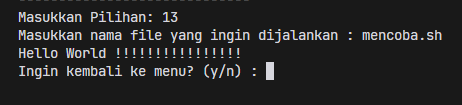 Masukkan Pilihan: 13
Masukkan nama file yang ingin dijalankan : mencoba.sh
Hello World !!!!!!!!!!!!!!!!
Ingin kembali ke menu? (y/n) :